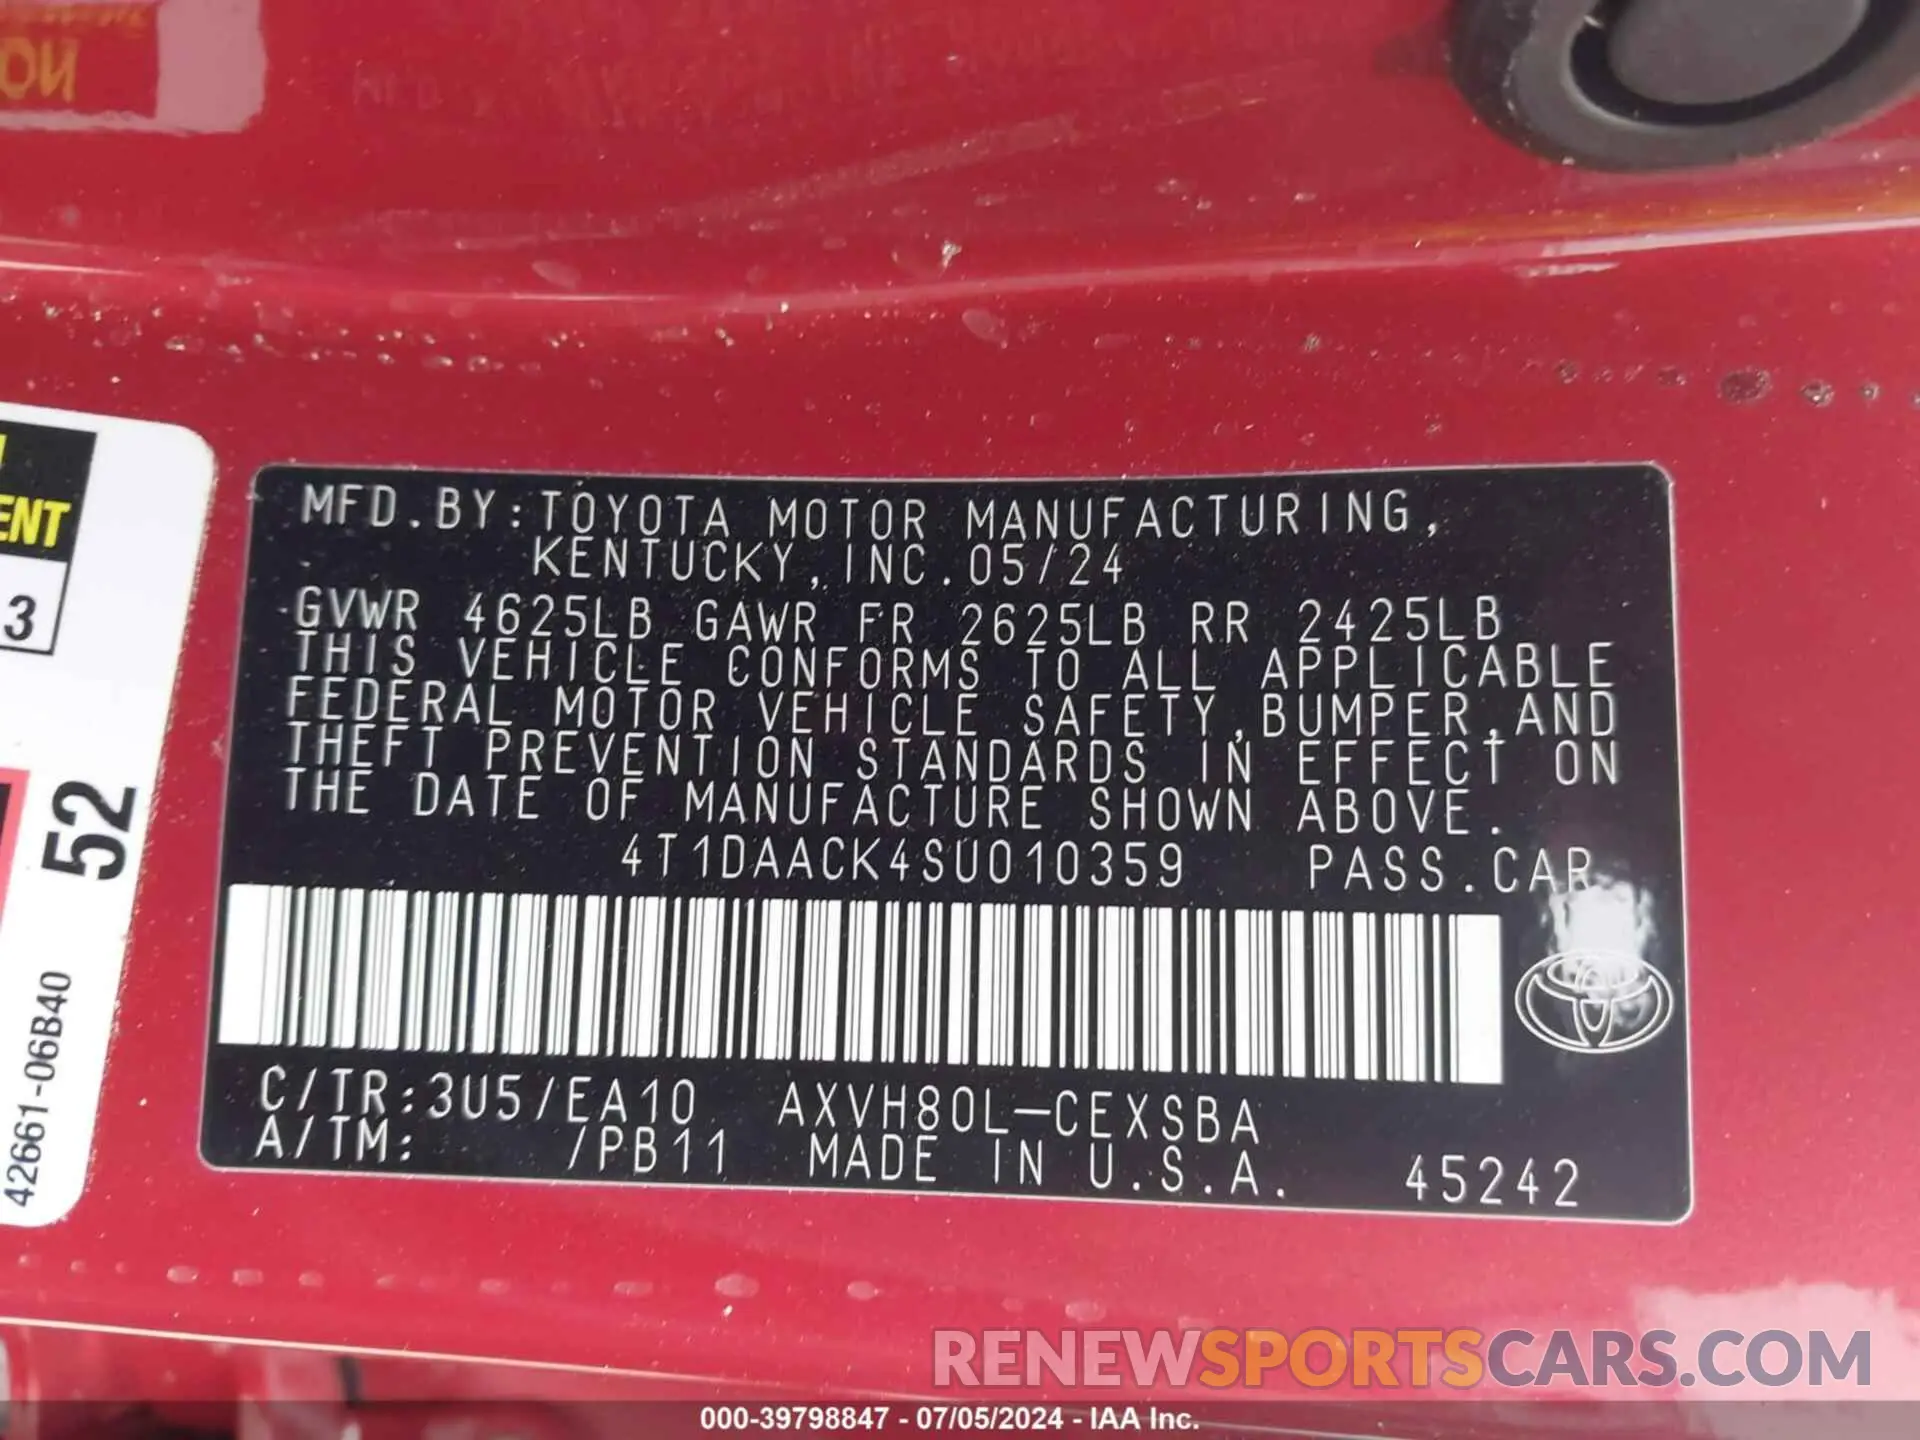 MFD.BY:TOYOTA MOTOR MANUFACTURING,
KENTUCKY,INC.05/24
GVWR 4625LB GAWR FR 2625LB RR 2425LB
THIS VEHICLE CONFORMS TO ALL APPLICABLE
FEDERAL MOTOR VEHICLE SAFETY,BUMPER,AND
THEFT PREVENTION STANDARDS IN EFFECT ON
THE DATE OF MANUFACTURE SHOWN ABOVE.
4T1DAACK4SU010359 PASS.CAR
C/TR:3U5/EA10 AXVH80L-CEXSBA
A/TM: /PB11 MADE IN U.S.A. 45242
ENT
3
52
42661-06B40
RENEWSPORTSCARS.COM
000-39798847 - 07/05/2024 - IAA Inc.